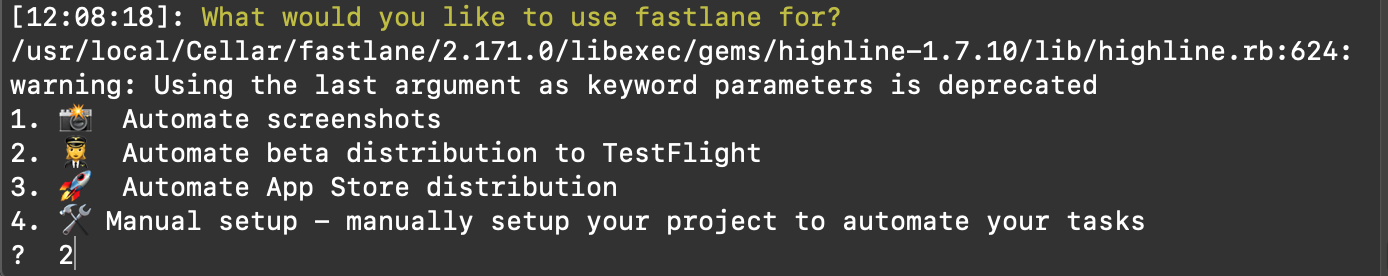 [12:08:18]: What would you like to use fastlane for?
/usr/local/Cellar/fastlane/2.171.0/libexec/gems/highline-1.7.10/lib/highline.rb:624:
warning: Using the last argument as keyword parameters is deprecated
1. 📸  Automate screenshots
2. 👩‍✈️  Automate beta distribution to TestFlight
3. 🚀  Automate App Store distribution
4. 🛠 Manual setup – manually setup your project to automate your tasks
?  2